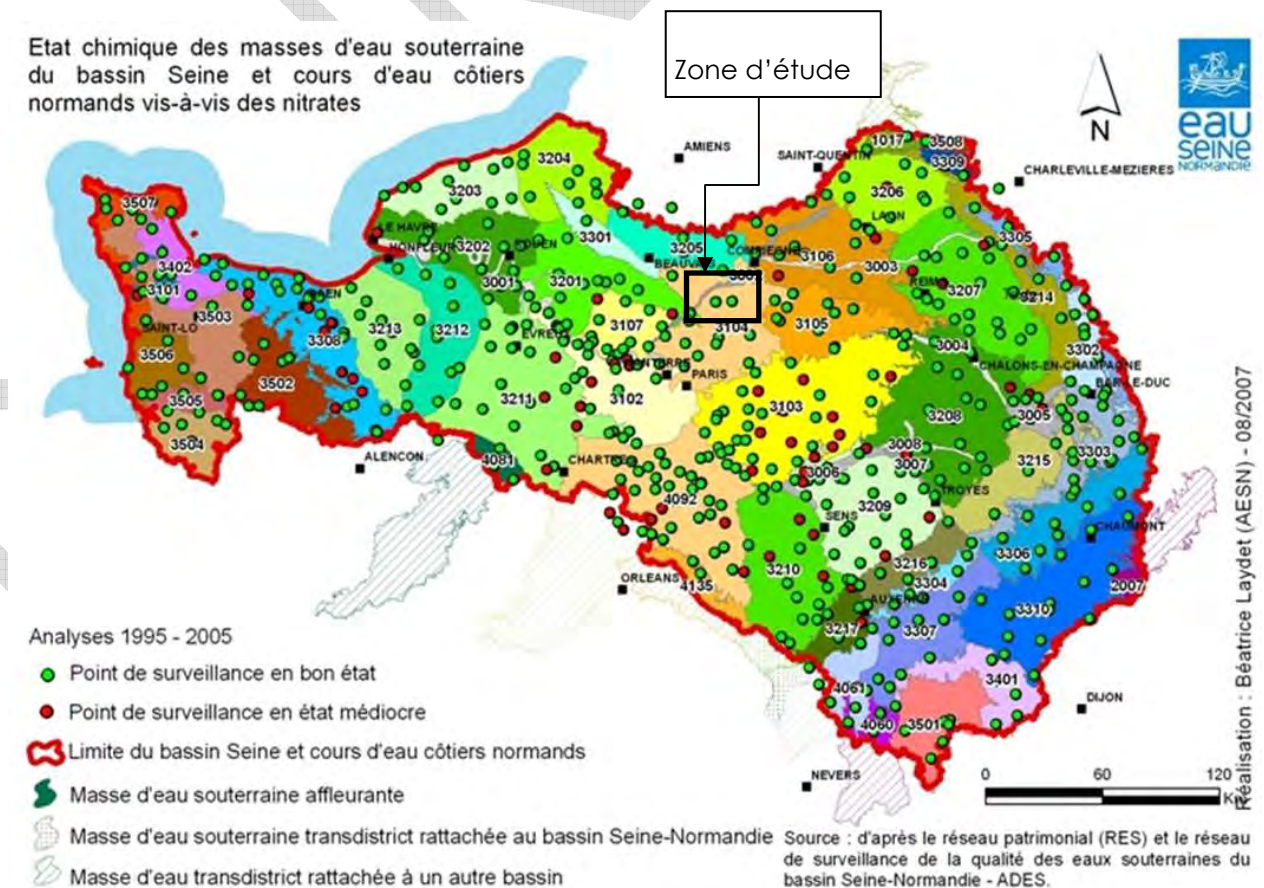 Etat chimique des masses d'eau souterraine
du bassin Seine et cours d'eau côtiers
normands vis-à-vis des nitrates
Zone d'étude
N
eau
seine
NORMANDIE
AMIENS
SAINT-QUENTIN
CHARLEVILLE-MEZIERES
1017
3508
3309
3204
3206
3203
3507
LAON
LE HAVRE
HONFLEUR
3202
ROUEN
3301
3205
COMPIEGNE
3305
BEAUVAIS
3106
3003
3402
3101
3001
3201
REIMS
3207
3214
3503
SAINT-LO
3308
3213
3212
EVREUX
3107
3104
3105
3004
3302
CHALONS-EN-CHAMPAGNE
BAR-LE-DUC
3506
NANTERRE
PARIS
3502
3505
3211
3102
3103
3208
3005
3504
3008
3303
ALENCON
4081
CHARTRES
3006
3007
3215
4092
TROYES
SENS
3209
CHAUMONT
3306
3210
3216
ORLEANS
4135
3304
2007
AUXERRE
3310
3217
3307
4061
3401
4060
3501
DIJON
NEVERS
Analyses 1995 - 2005
Point de surveillance en bon état
Point de surveillance en état médiocre
Limite du bassin Seine et cours d'eau côtiers normands
Masse d'eau souterraine affleurante
Masse d'eau souterraine transdistrict rattachée au bassin Seine-Normandie
Masse d'eau transdistrict rattachée à un autre bassin
0 60 120
Source : d'après le réseau patrimonial (RES) et le réseau
de surveillance de la qualité des eaux souterraines du
bassin Seine-Normandie - ADES.
Réalisation : Béatrice Laydet (AESN) - 08/2007